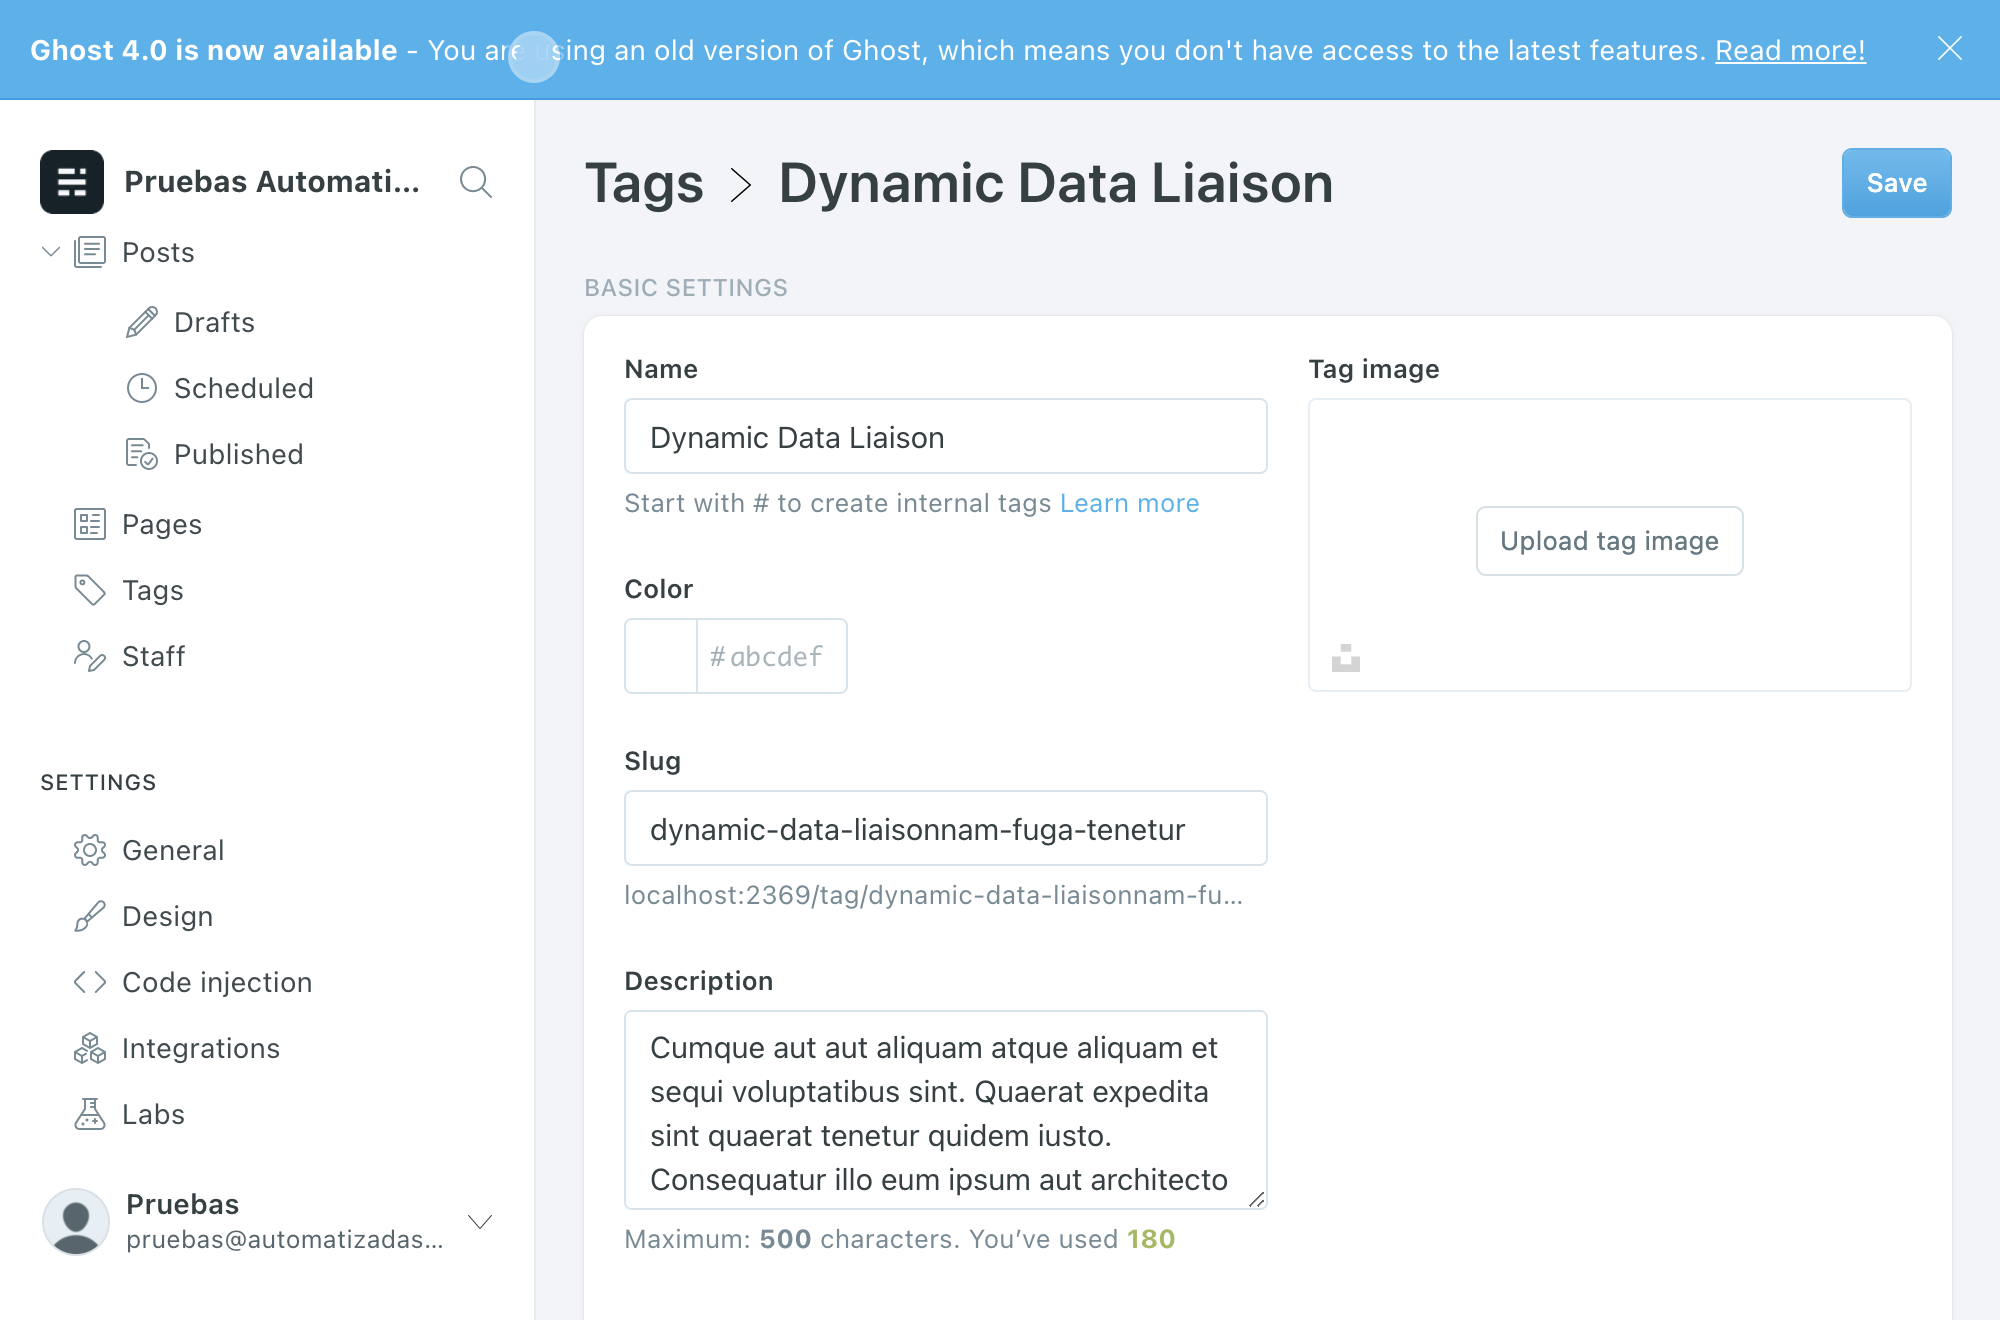 Ghost 4.0 is now available - You are using an old version of Ghost, which means you don't have access to the latest features. Read more!
Pruebas Automati...
Posts
Drafts
Scheduled
Published
Pages
Tags
Staff
SETTINGS
General
Design
Code injection
Integrations
Labs
Pruebas
pruebas@automatizadas...
Tags > Dynamic Data Liaison
Save
BASIC SETTINGS
Name
Dynamic Data Liaison
Start with # to create internal tags Learn more
Color
#abcdef
Slug
dynamic-data-liaisonnam-fuga-tenetur
localhost:2369/tag/dynamic-data-liaisonnam-fu...
Description
Cumque aut aut aliquam atque aliquam et
sequi voluptatibus sint. Quaerat expedita
sint quaerat tenetur quidem iusto.
Consequatur illo eum ipsum aut architecto
Maximum: 500 characters. You’ve used 180
Tag image
Upload tag image